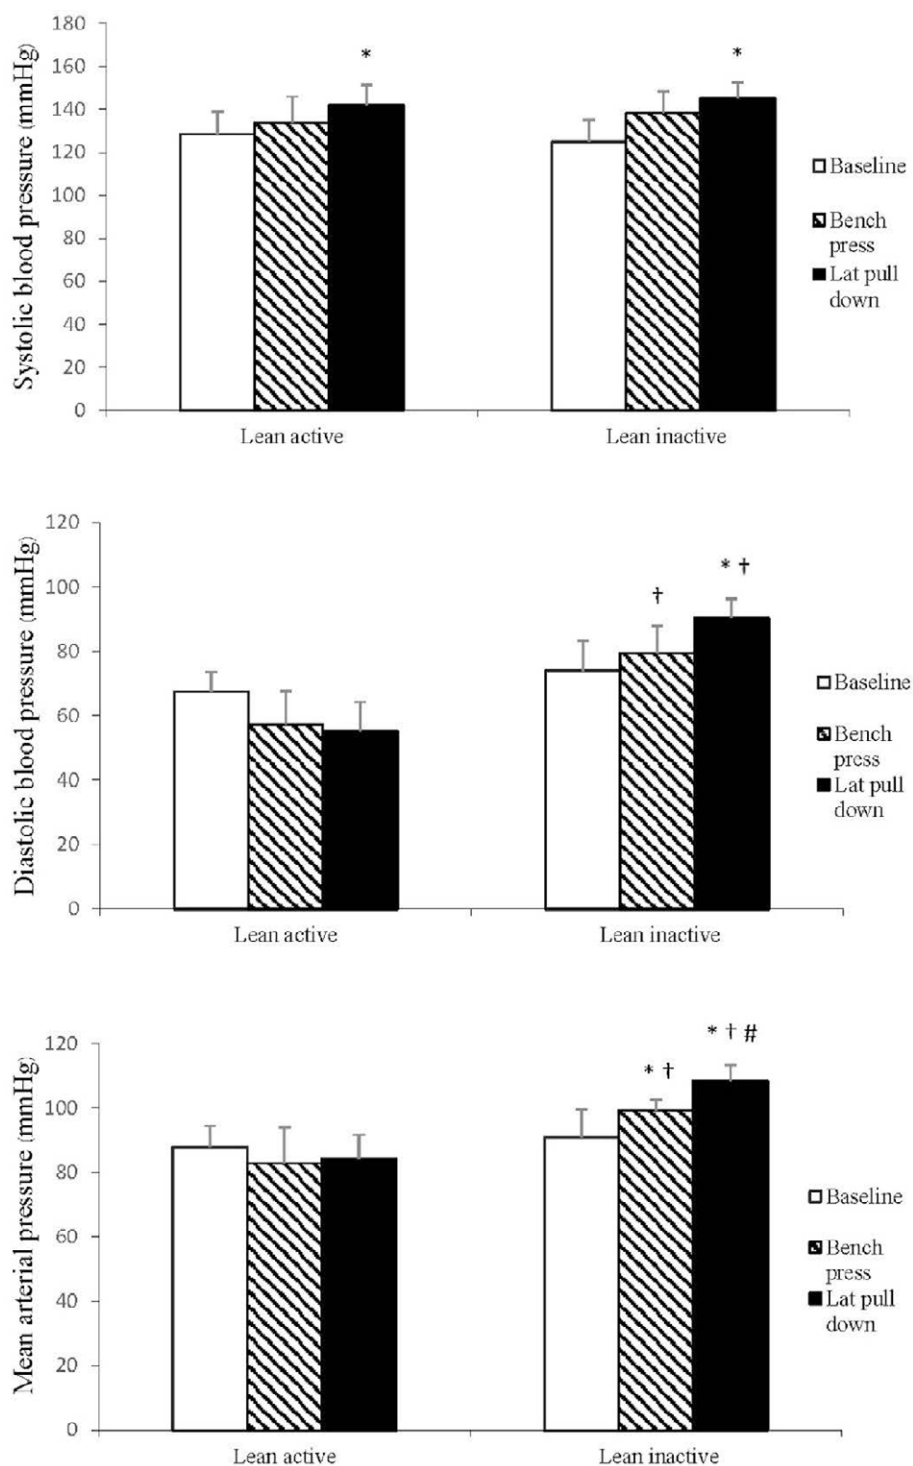 Systolic blood pressure (mmHg)
180
160
140
120
100
80
60
40
20
0
*
*
Lean active
Lean inactive
Baseline
Bench
press
Lat pull
down
Diastolic blood pressure (mmHg)
120
100
80
60
40
20
0
†
* †
Lean active
Lean inactive
Baseline
Bench
press
Lat pull
down
Mean arterial pressure (mmHg)
120
100
80
60
40
20
0
* †
* † #
Lean active
Lean inactive
Baseline
Bench
press
Lat pull
down